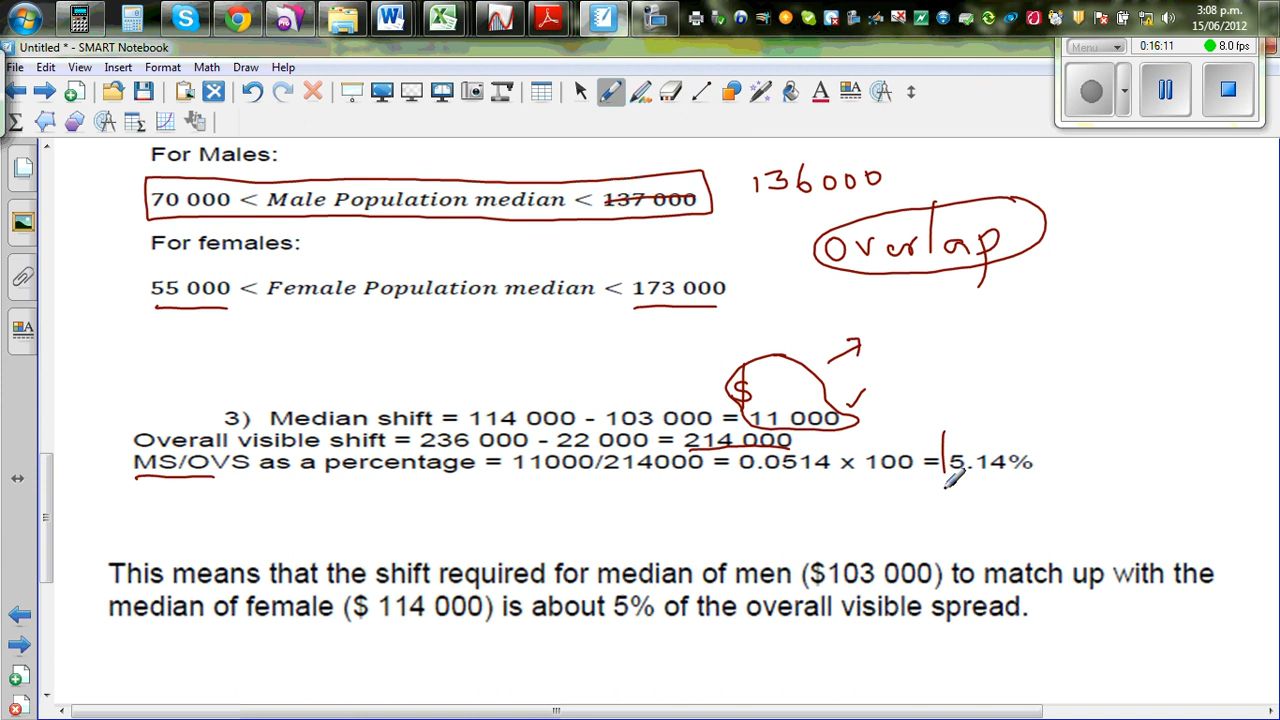 3:08 p.m.
15/06/2012
Untitled * - SMART Notebook
Menu
0:16:11
8.0 fps
File Edit View Insert Format Math Draw Help
For Males:
70 000 < Male Population median < 137 000
136000
overlap
For females:
55 000 < Female Population median < 173 000
$
3) Median shift = 114 000 - 103 000 = 11 000
Overall visible shift = 236 000 - 22 000 = 214 000
MS/OVS as a percentage = 11000/214000 = 0.0514 x 100 = 5.14%
This means that the shift required for median of men ($103 000) to match up with the
median of female ($ 114 000) is about 5% of the overall visible spread.